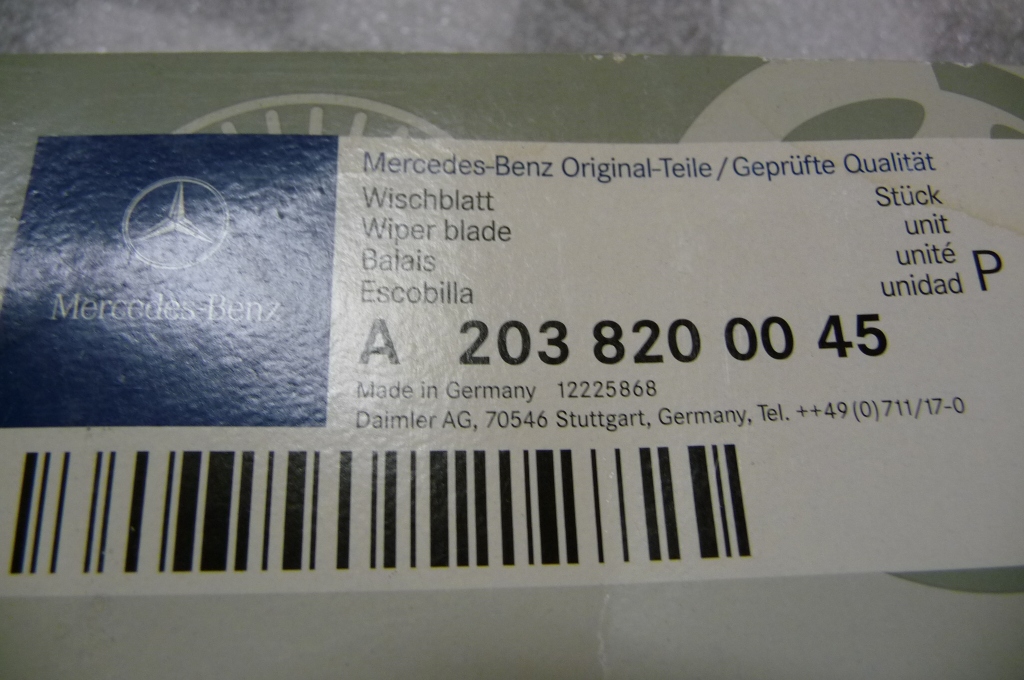 Mercedes-Benz
Mercedes-Benz Original-Teile / Geprüfte Qualität
Wischblatt Stück
Wiper blade unit
Balais unité
Escobilla unidad P
A 203 820 00 45
Made in Germany 12225868
Daimler AG, 70546 Stuttgart, Germany, Tel. ++49(0)711/17-0